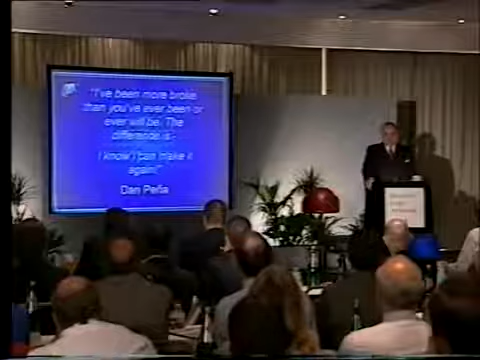 "I've been more broke
than you've ever been or
ever will be. The
difference is -
I know I can make it
again!"
Dan Peña